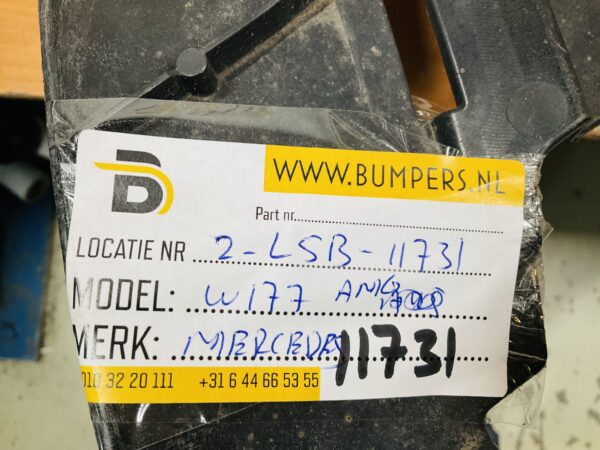 WWW.BUMPERS.NL
Part nr
LOCATIE NR 2-LSB-11731
MODEL: W177 AMG
MERK: MERCEDES
11731
010 32 20 111 +31 6 44 66 53 55